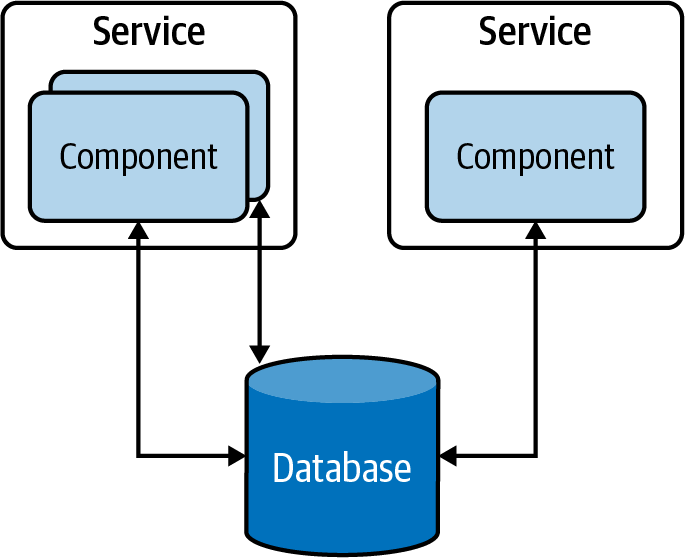 Service
Service
Component
Component
Database